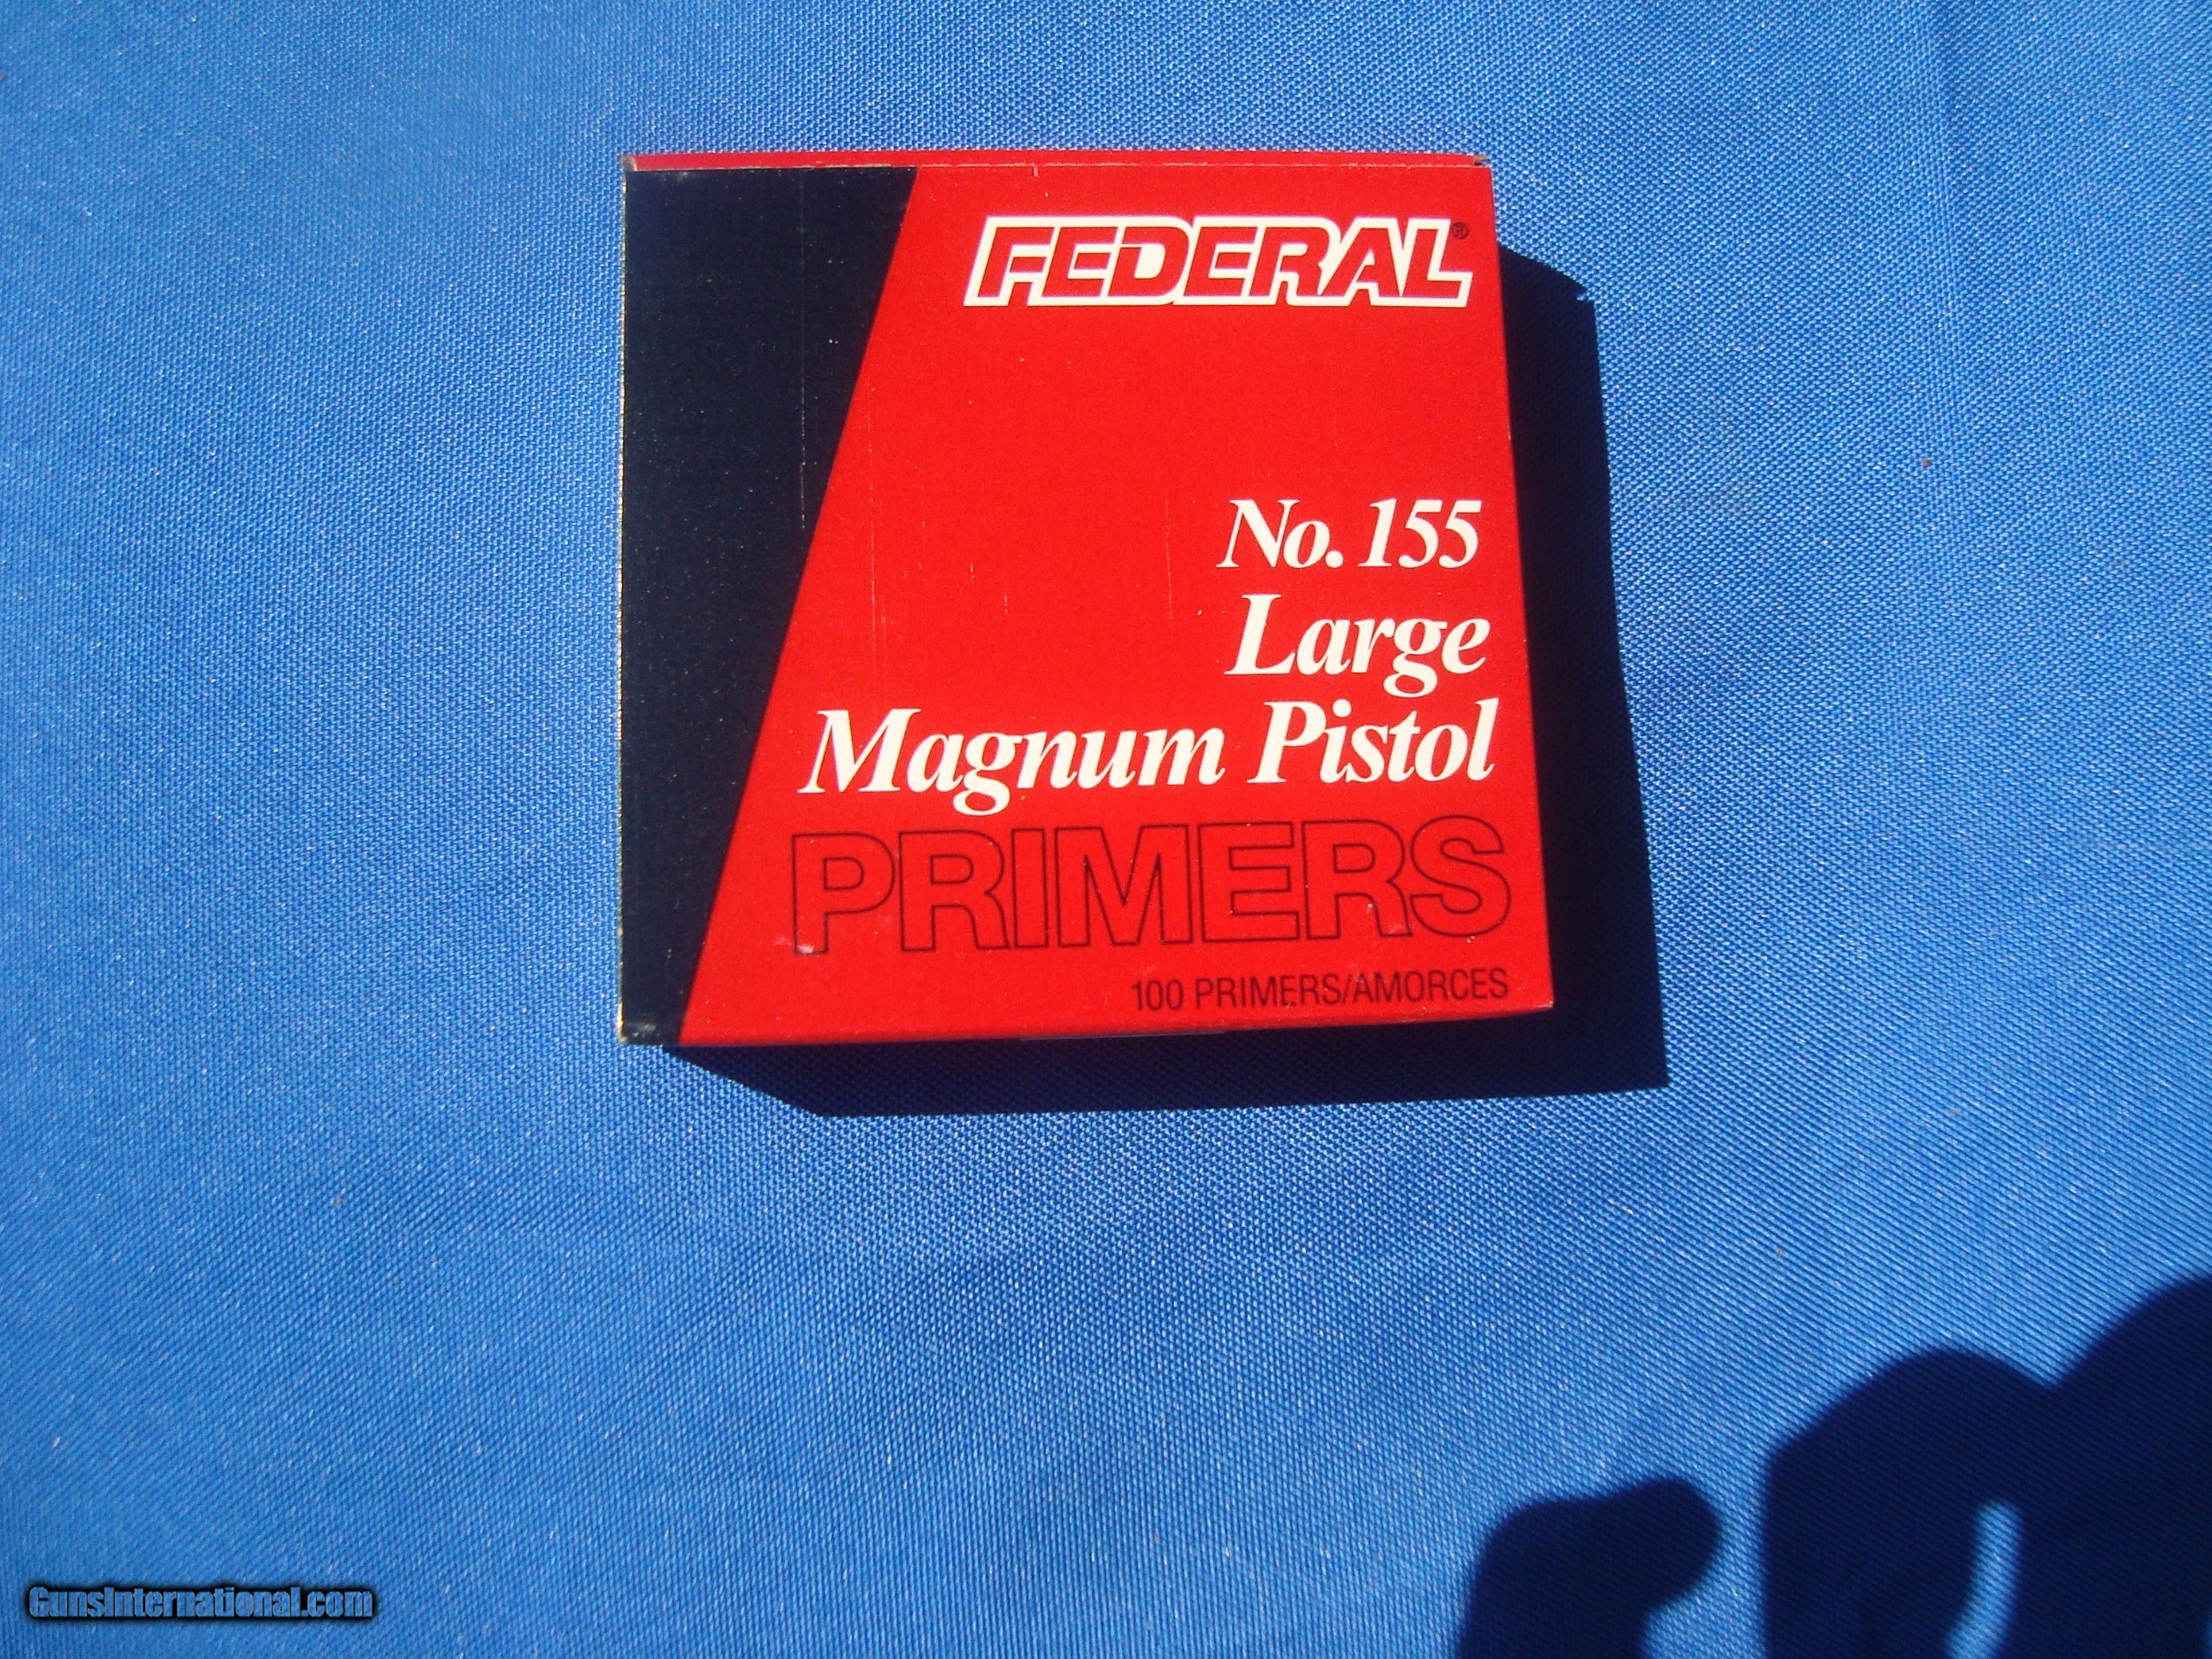 FEDERAL®
No. 155
Large
Magnum Pistol
PRIMERS
100 PRIMERS/AMORCES
GunsInternational.com